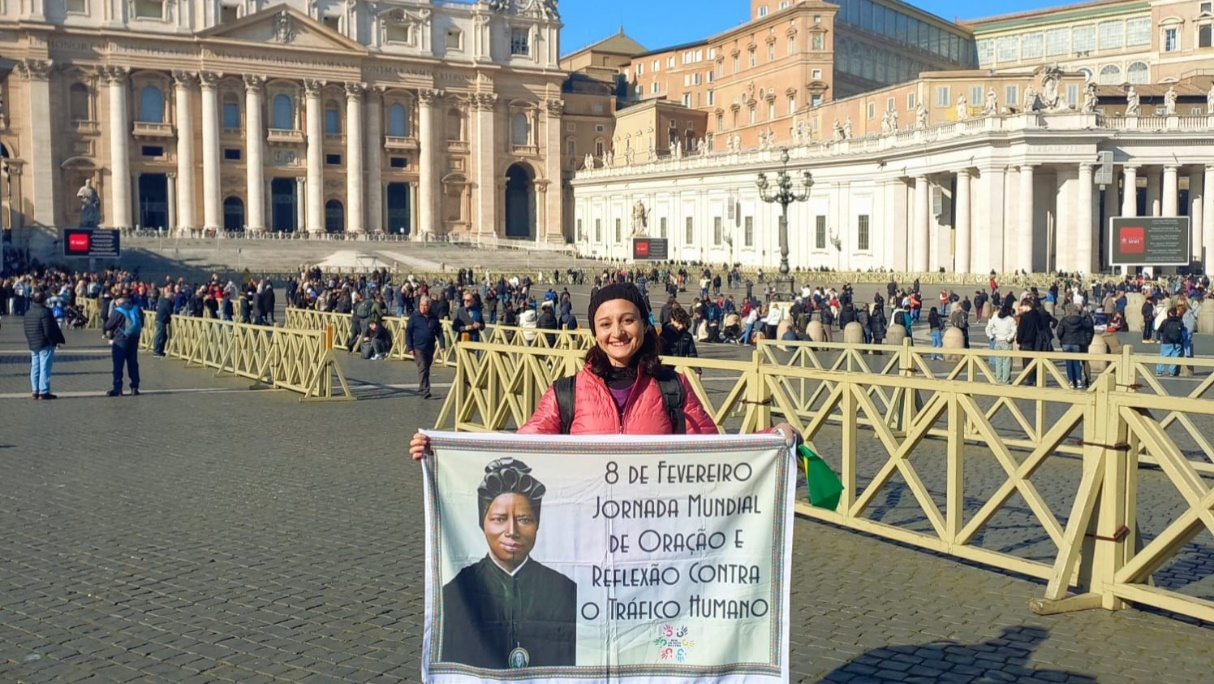 8 DE FEVEREIRO
JORNADA MUNDIAL
DE ORAÇÃO E
REFLEXÃO CONTRA
O TRÁFICO HUMANO